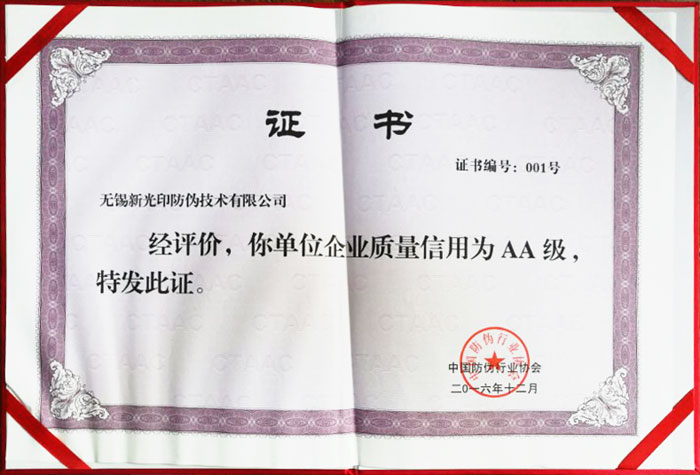 证 书
证书编号：001号
无锡新光印防伪技术有限公司
经评价，你单位企业质量信用为 AA 级，
特发此证。
中国防伪行业协会
二〇一六年十二月
CTAAC